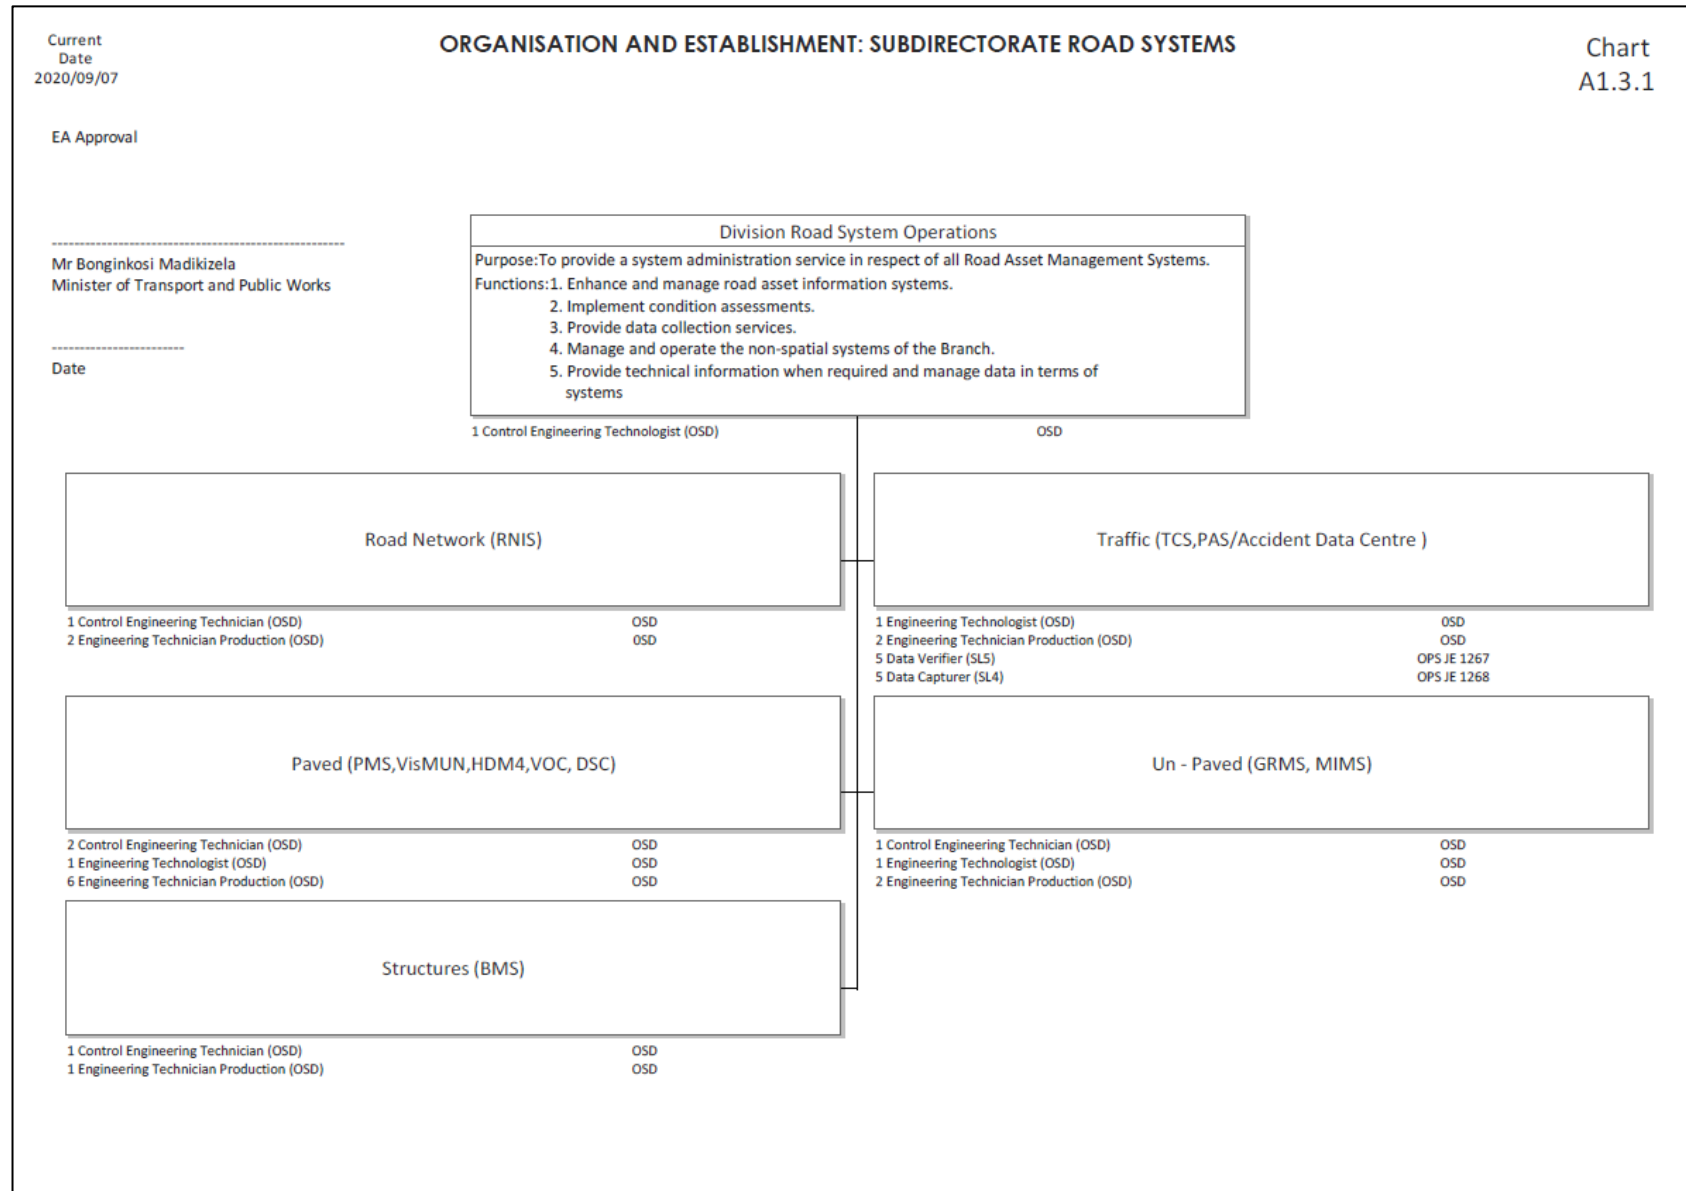 Current
Date
2020/09/07
ORGANISATION AND ESTABLISHMENT: SUBDIRECTORATE ROAD SYSTEMS
Chart
A1.3.1
EA Approval
-----------------------------------------------------
Mr Bonginkosi Madikizela
Minister of Transport and Public Works
------------------------
Date
Division Road System Operations
Purpose:To provide a system administration service in respect of all Road Asset Management Systems.
Functions:1. Enhance and manage road asset information systems.
2. Implement condition assessments.
3. Provide data collection services.
4. Manage and operate the non-spatial systems of the Branch.
5. Provide technical information when required and manage data in terms of
systems
1 Control Engineering Technologist (OSD) OSD
Road Network (RNIS)
1 Control Engineering Technician (OSD) OSD
2 Engineering Technician Production (OSD) 0SD
Traffic (TCS,PAS/Accident Data Centre )
1 Engineering Technologist (OSD) 0SD
2 Engineering Technician Production (OSD) OSD
5 Data Verifier (SL5) OPS JE 1267
5 Data Capturer (SL4) OPS JE 1268
Paved (PMS,VisMUN,HDM4,VOC, DSC)
2 Control Engineering Technician (OSD) OSD
1 Engineering Technologist (OSD) OSD
6 Engineering Technician Production (OSD) OSD
Un - Paved (GRMS, MIMS)
1 Control Engineering Technician (OSD) OSD
1 Engineering Technologist (OSD) OSD
2 Engineering Technician Production (OSD) OSD
Structures (BMS)
1 Control Engineering Technician (OSD) OSD
1 Engineering Technician Production (OSD) OSD